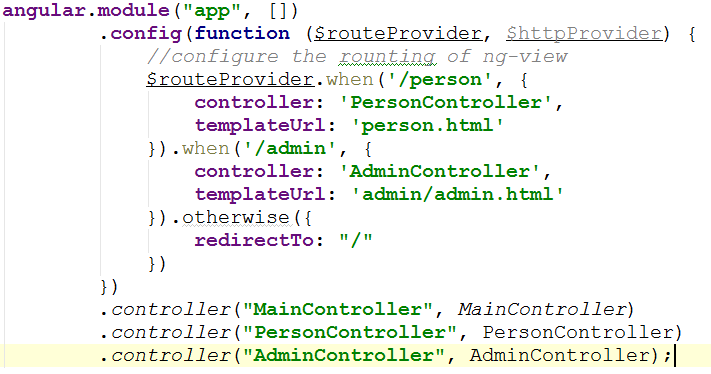 angular.module("app", [])
        .config(function ($routeProvider, $httpProvider) {
            //configure the rounting of ng-view
            $routeProvider.when('/person', {
                controller: 'PersonController',
                templateUrl: 'person.html'
            }).when('/admin', {
                controller: 'AdminController',
                templateUrl: 'admin/admin.html'
            }).otherwise({
                redirectTo: "/"
            })
        })
        .controller("MainController", MainController)
        .controller("PersonController", PersonController)
        .controller("AdminController", AdminController);